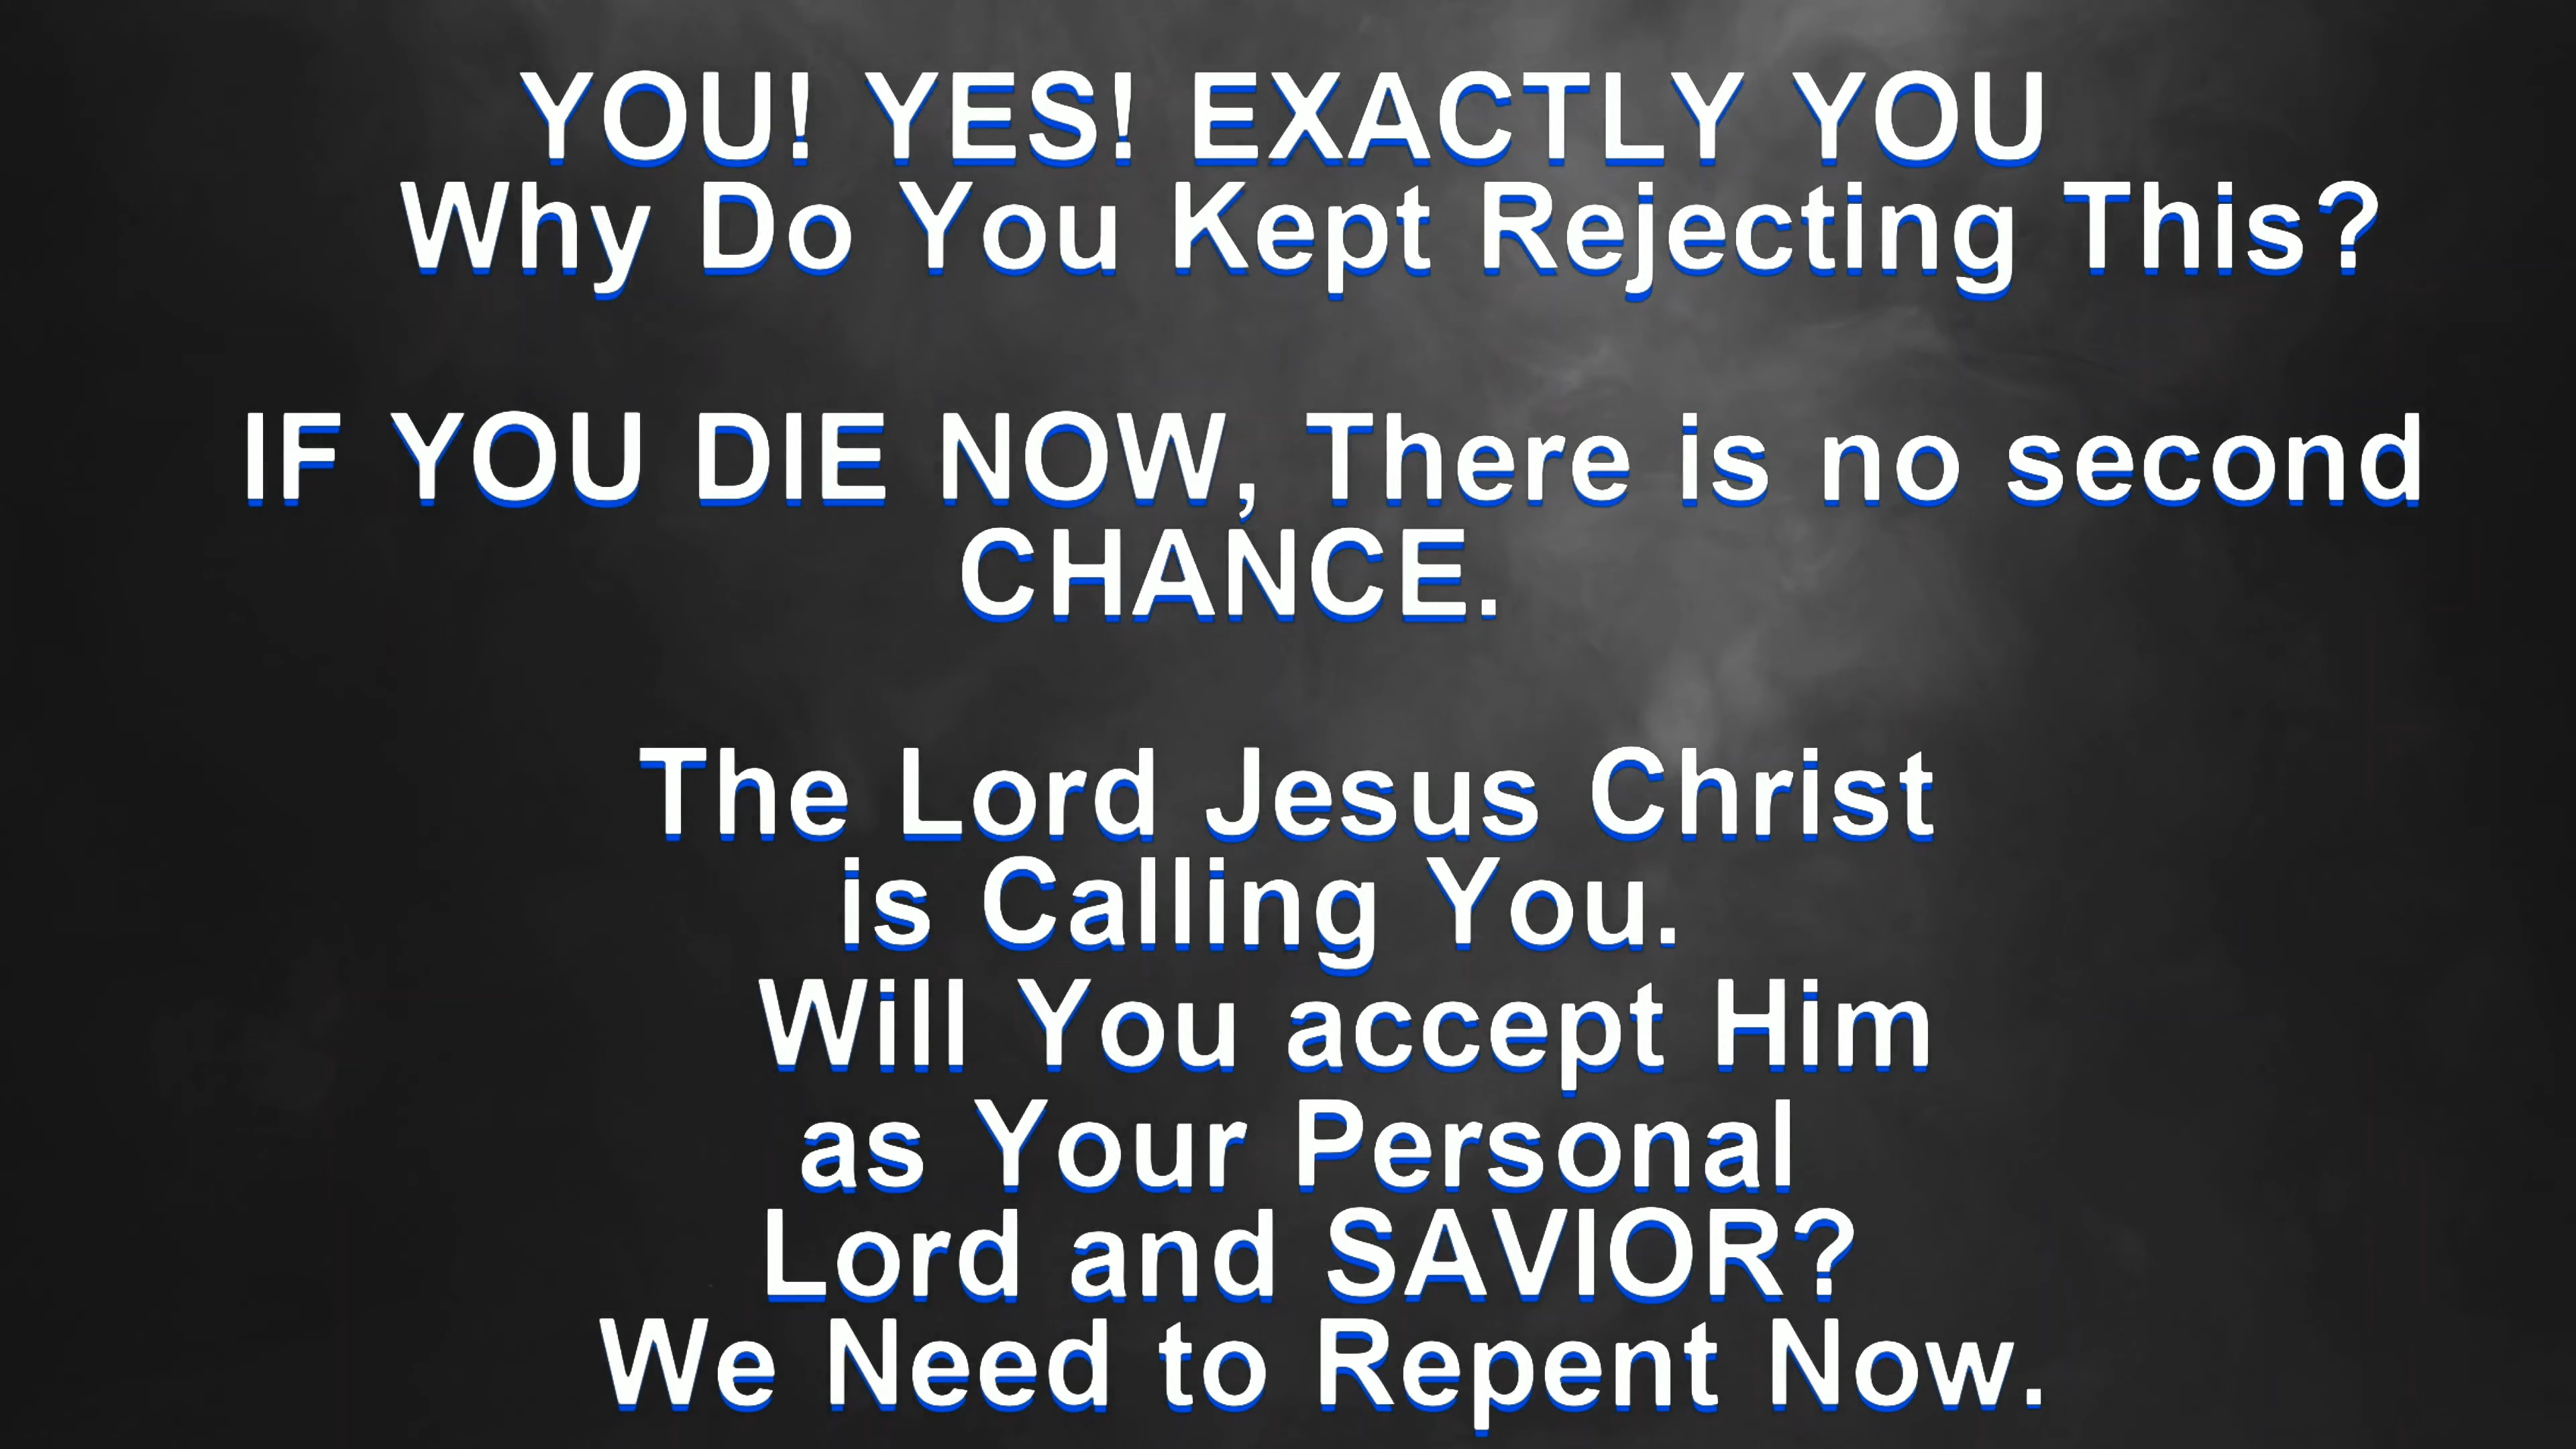 YOU! YES! EXACTLY YOU
Why Do You Kept Rejecting This?
IF YOU DIE NOW, There is no second
CHANCE.
The Lord Jesus Christ
is Calling You.
Will You accept Him
as Your Personal
Lord and SAVIOR?
We Need to Repent Now.